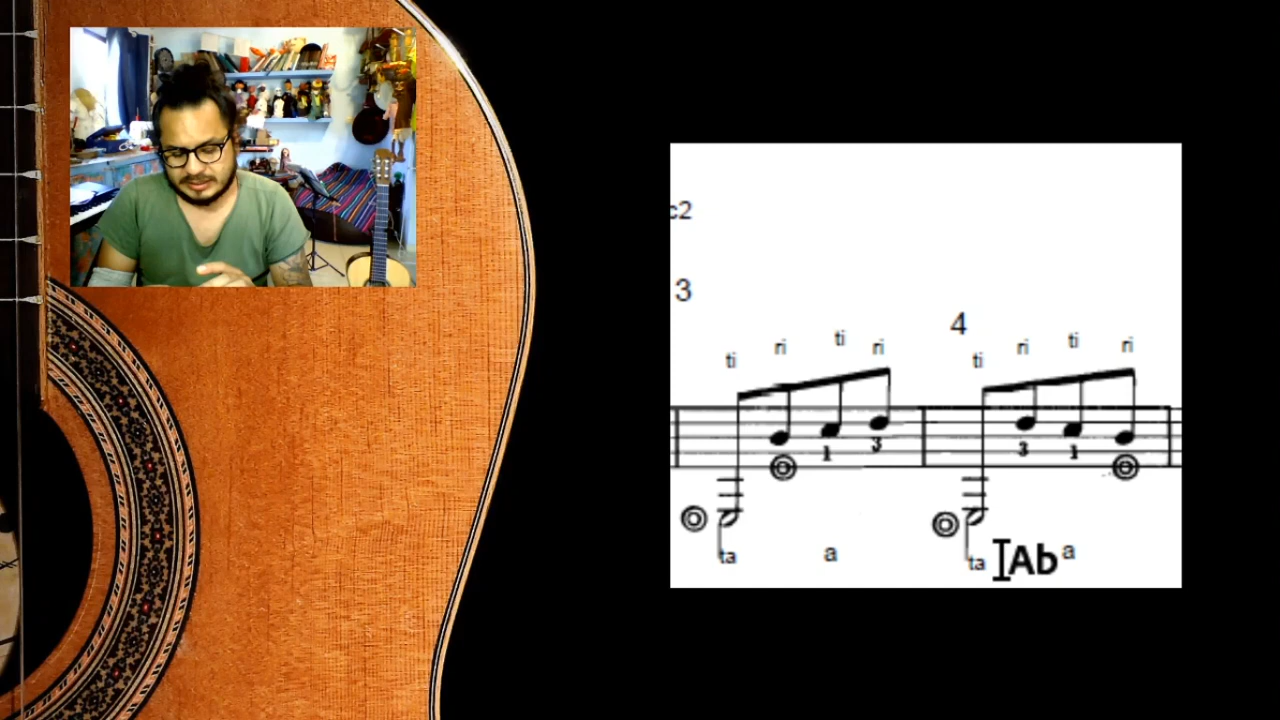 c2
3
4
ti ri ti ri
ti ri ti ri
1 3
3 1
ta a
ta Ab a